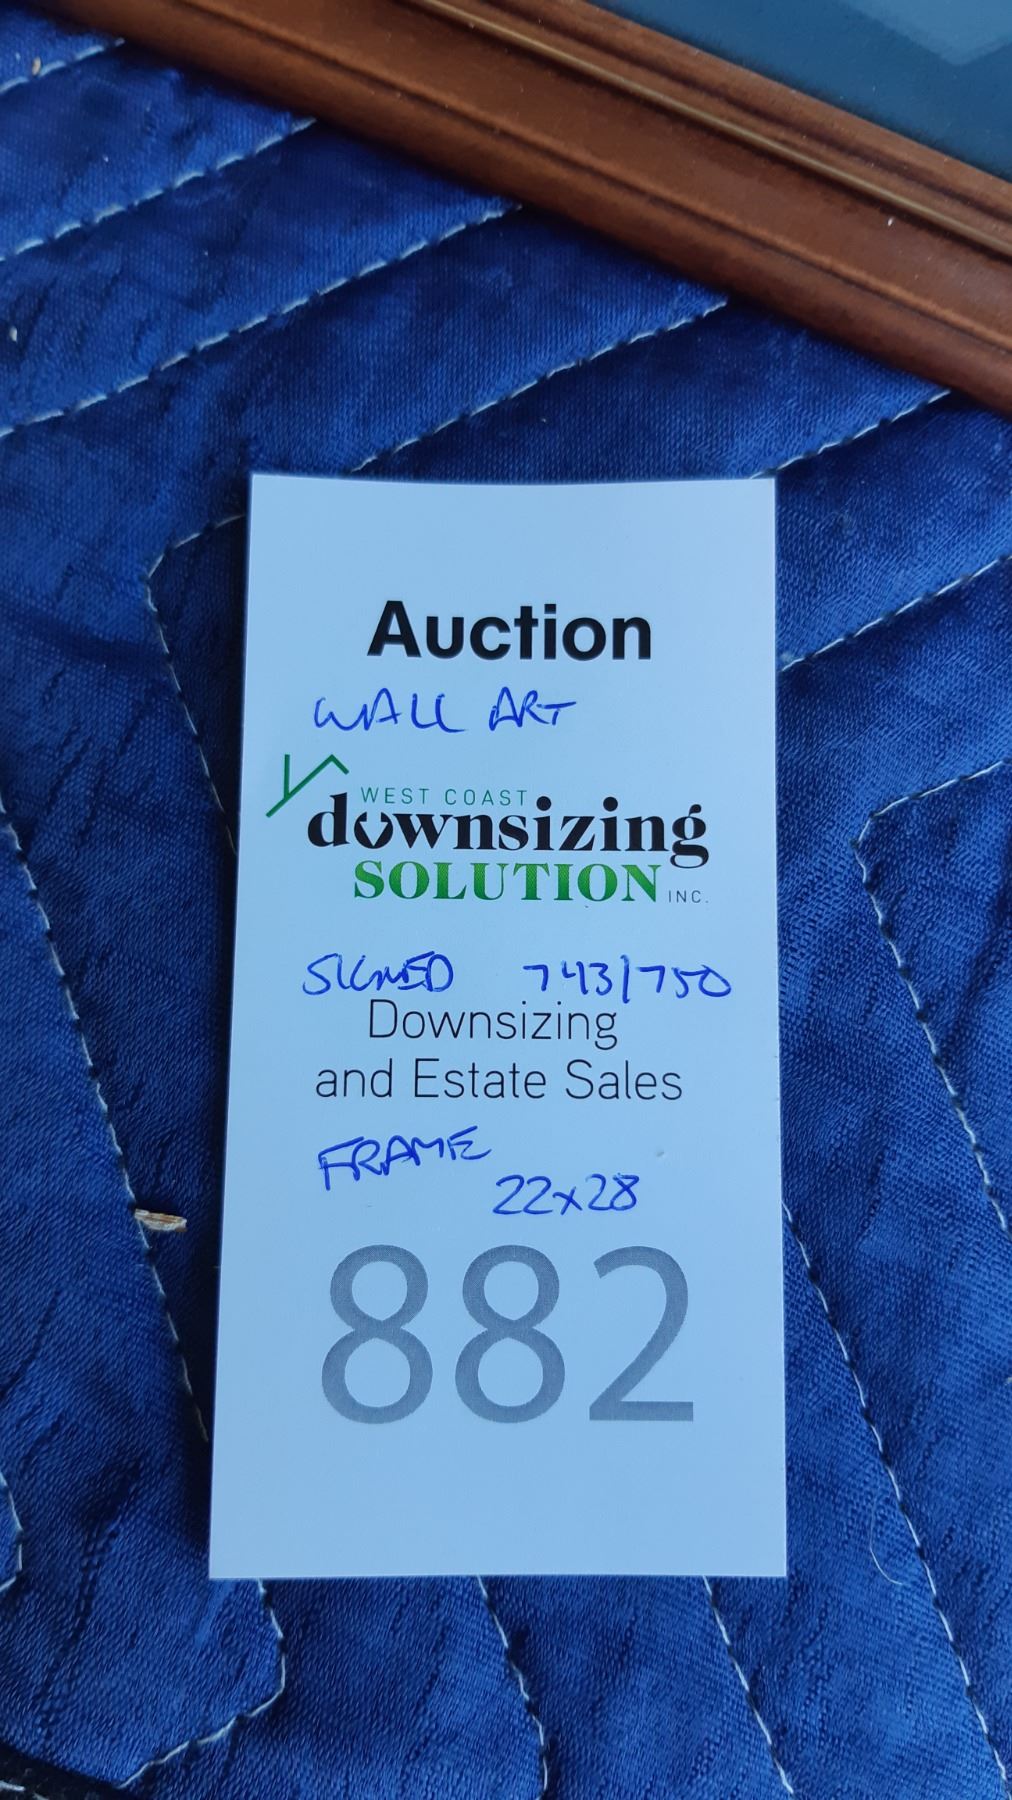 Auction
WALL ART
WEST COAST
downsizing
SOLUTION INC.
SIGNED 743/750
Downsizing
and Estate Sales
FRAME
22x28
882